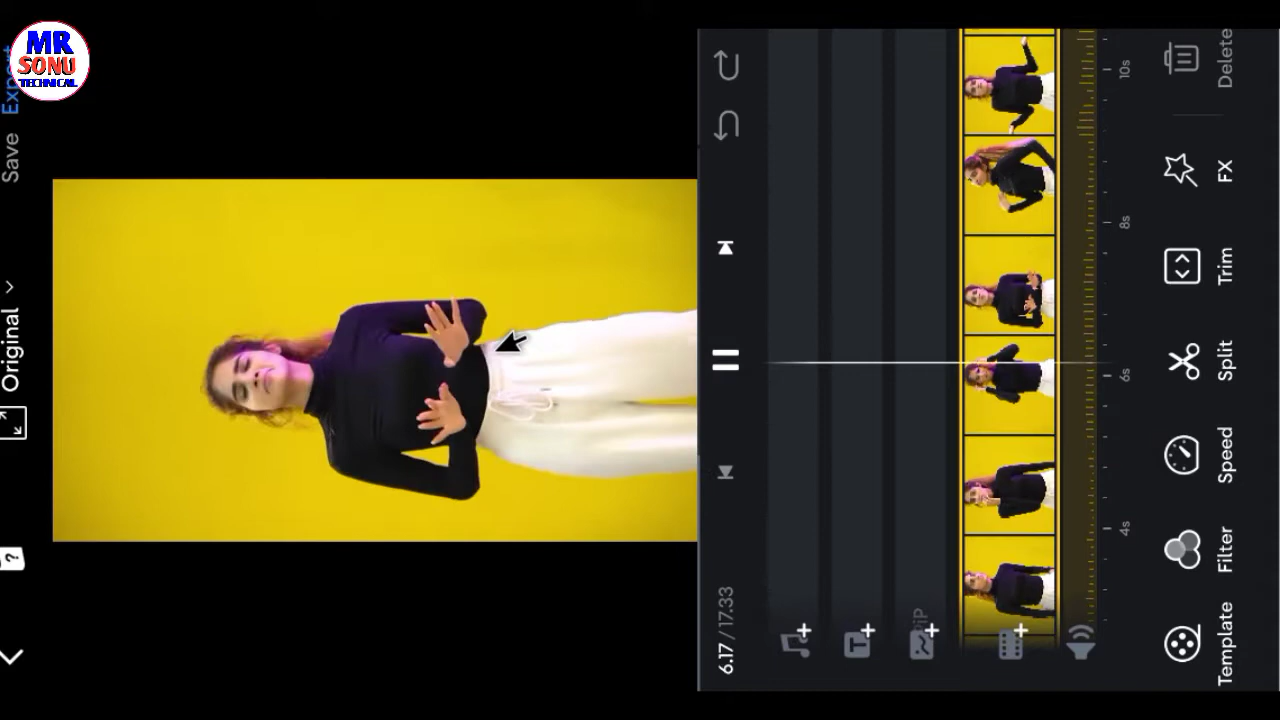 MR
SONU
TECHNICAL
Save
Original
?
6.17 / 17.33
T
4s
6s
8s
10s
Template
Filter
Speed
Split
Trim
FX
Delete